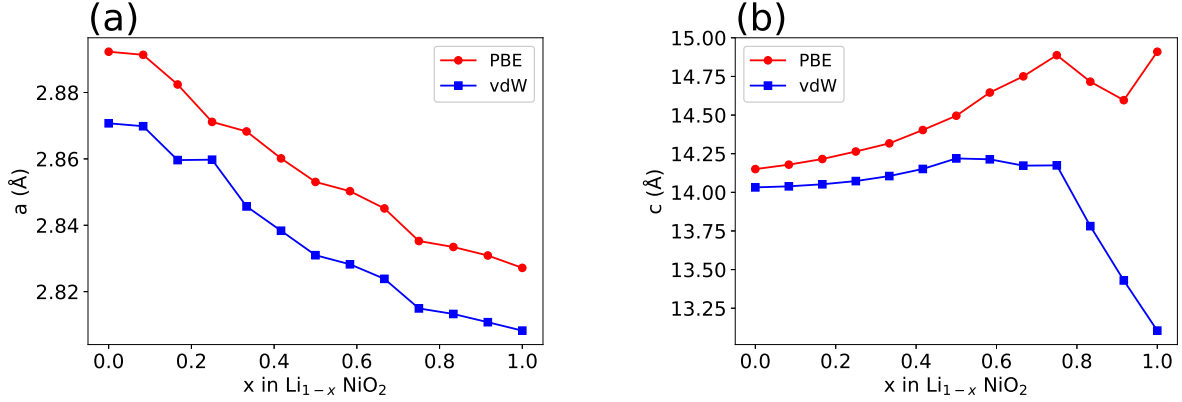 (a)
2.88
2.86
2.84
2.82
a (Å)
PBE
vdW
0.0 0.2 0.4 0.6 0.8 1.0
x in Li₁₋ₓ NiO₂
(b)
15.00
14.75
14.50
14.25
14.00
13.75
13.50
13.25
c (Å)
PBE
vdW
0.0 0.2 0.4 0.6 0.8 1.0
x in Li₁₋ₓ NiO₂